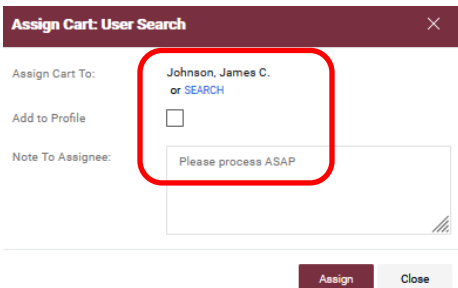 Assign Cart: User Search
Assign Cart To: Johnson, James C.
or SEARCH
Add to Profile
Note To Assignee: Please process ASAP
Assign Close